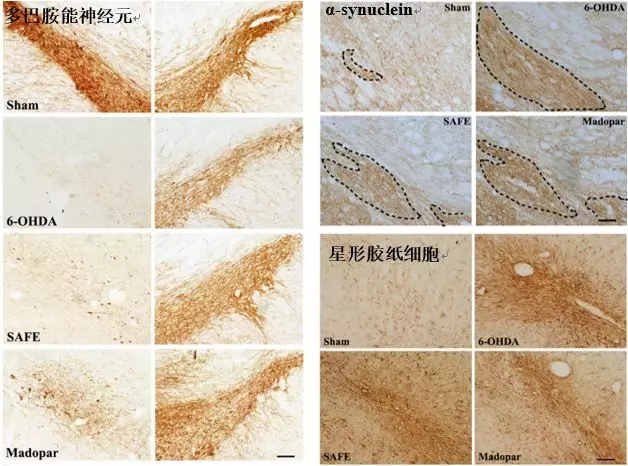 多巴胺能神经元
Sham
6-OHDA
SAFE
Madopar
α-synuclein
Sham
6-OHDA
SAFE
Madopar
星形胶纸细胞
Sham
6-OHDA
SAFE
Madopar